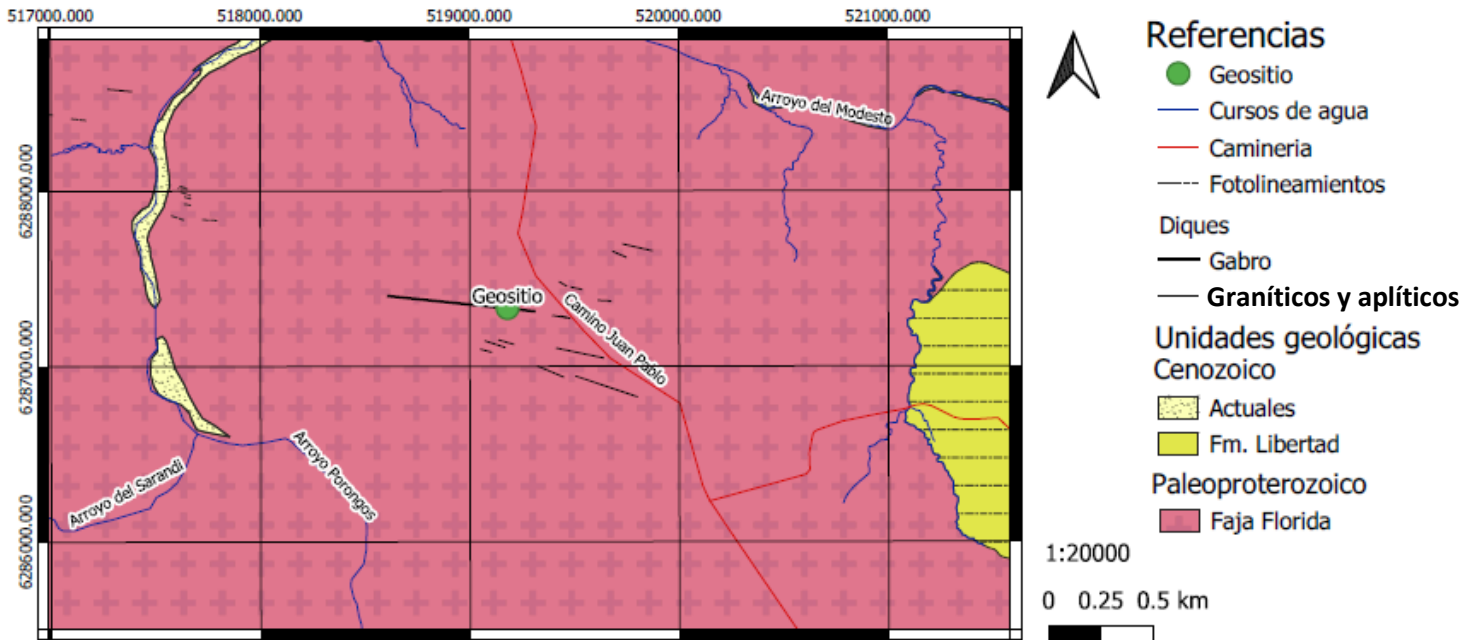 517000.000
518000.000
519000.000
520000.000
521000.000
6288000.000
6287000.000
6286000.000
Arroyo del Modesto
Geositio
Camino Juan Pablo
Arroyo del Sarandi
Arroyo Porongos
Referencias
Geositio
Cursos de agua
Camineria
Fotolineamientos
Diques
Gabro
Graníticos y aplíticos
Unidades geológicas
Cenozoico
Actuales
Fm. Libertad
Paleoproterozoico
Faja Florida
1:20000
0 0.25 0.5 km